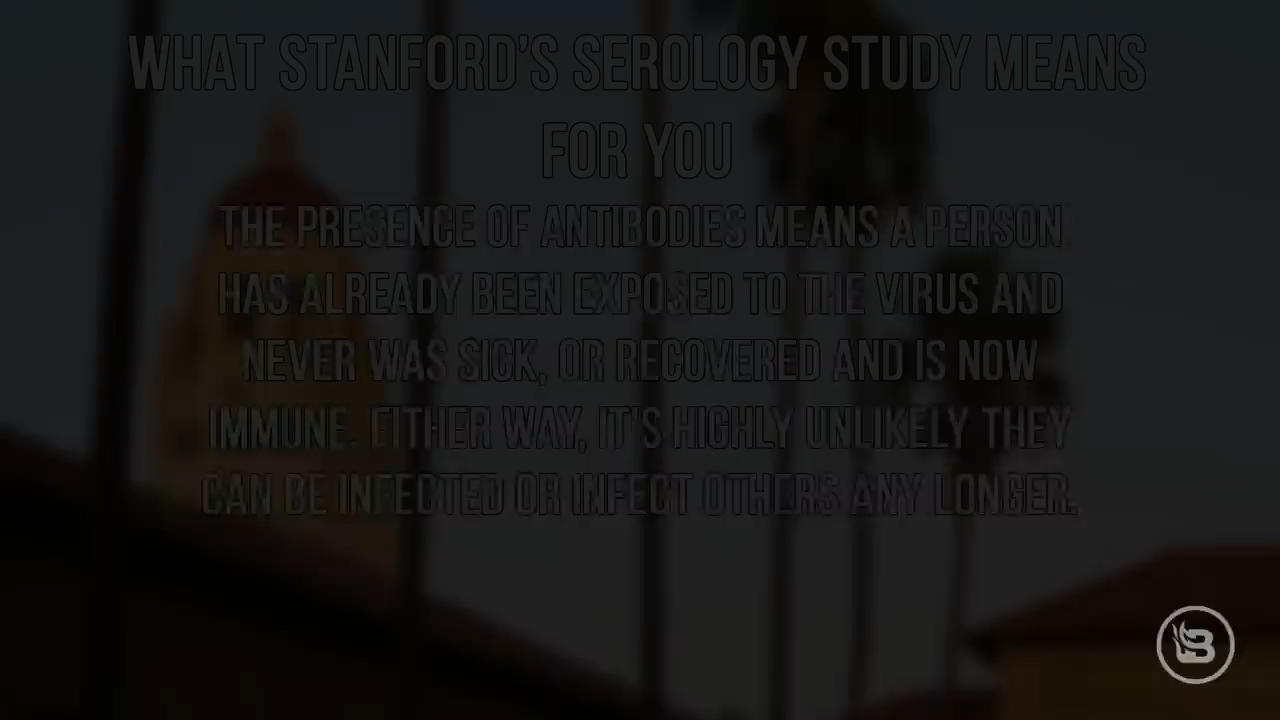 WHAT STANFORD'S SEROLOGY STUDY MEANS
FOR YOU
THE PRESENCE OF ANTIBODIES MEANS A PERSON
HAS ALREADY BEEN EXPOSED TO THE VIRUS AND
NEVER WAS SICK, OR RECOVERED AND IS NOW
IMMUNE. EITHER WAY, IT'S HIGHLY UNLIKELY THEY
CAN BE INFECTED OR INFECT OTHERS ANY LONGER.
B